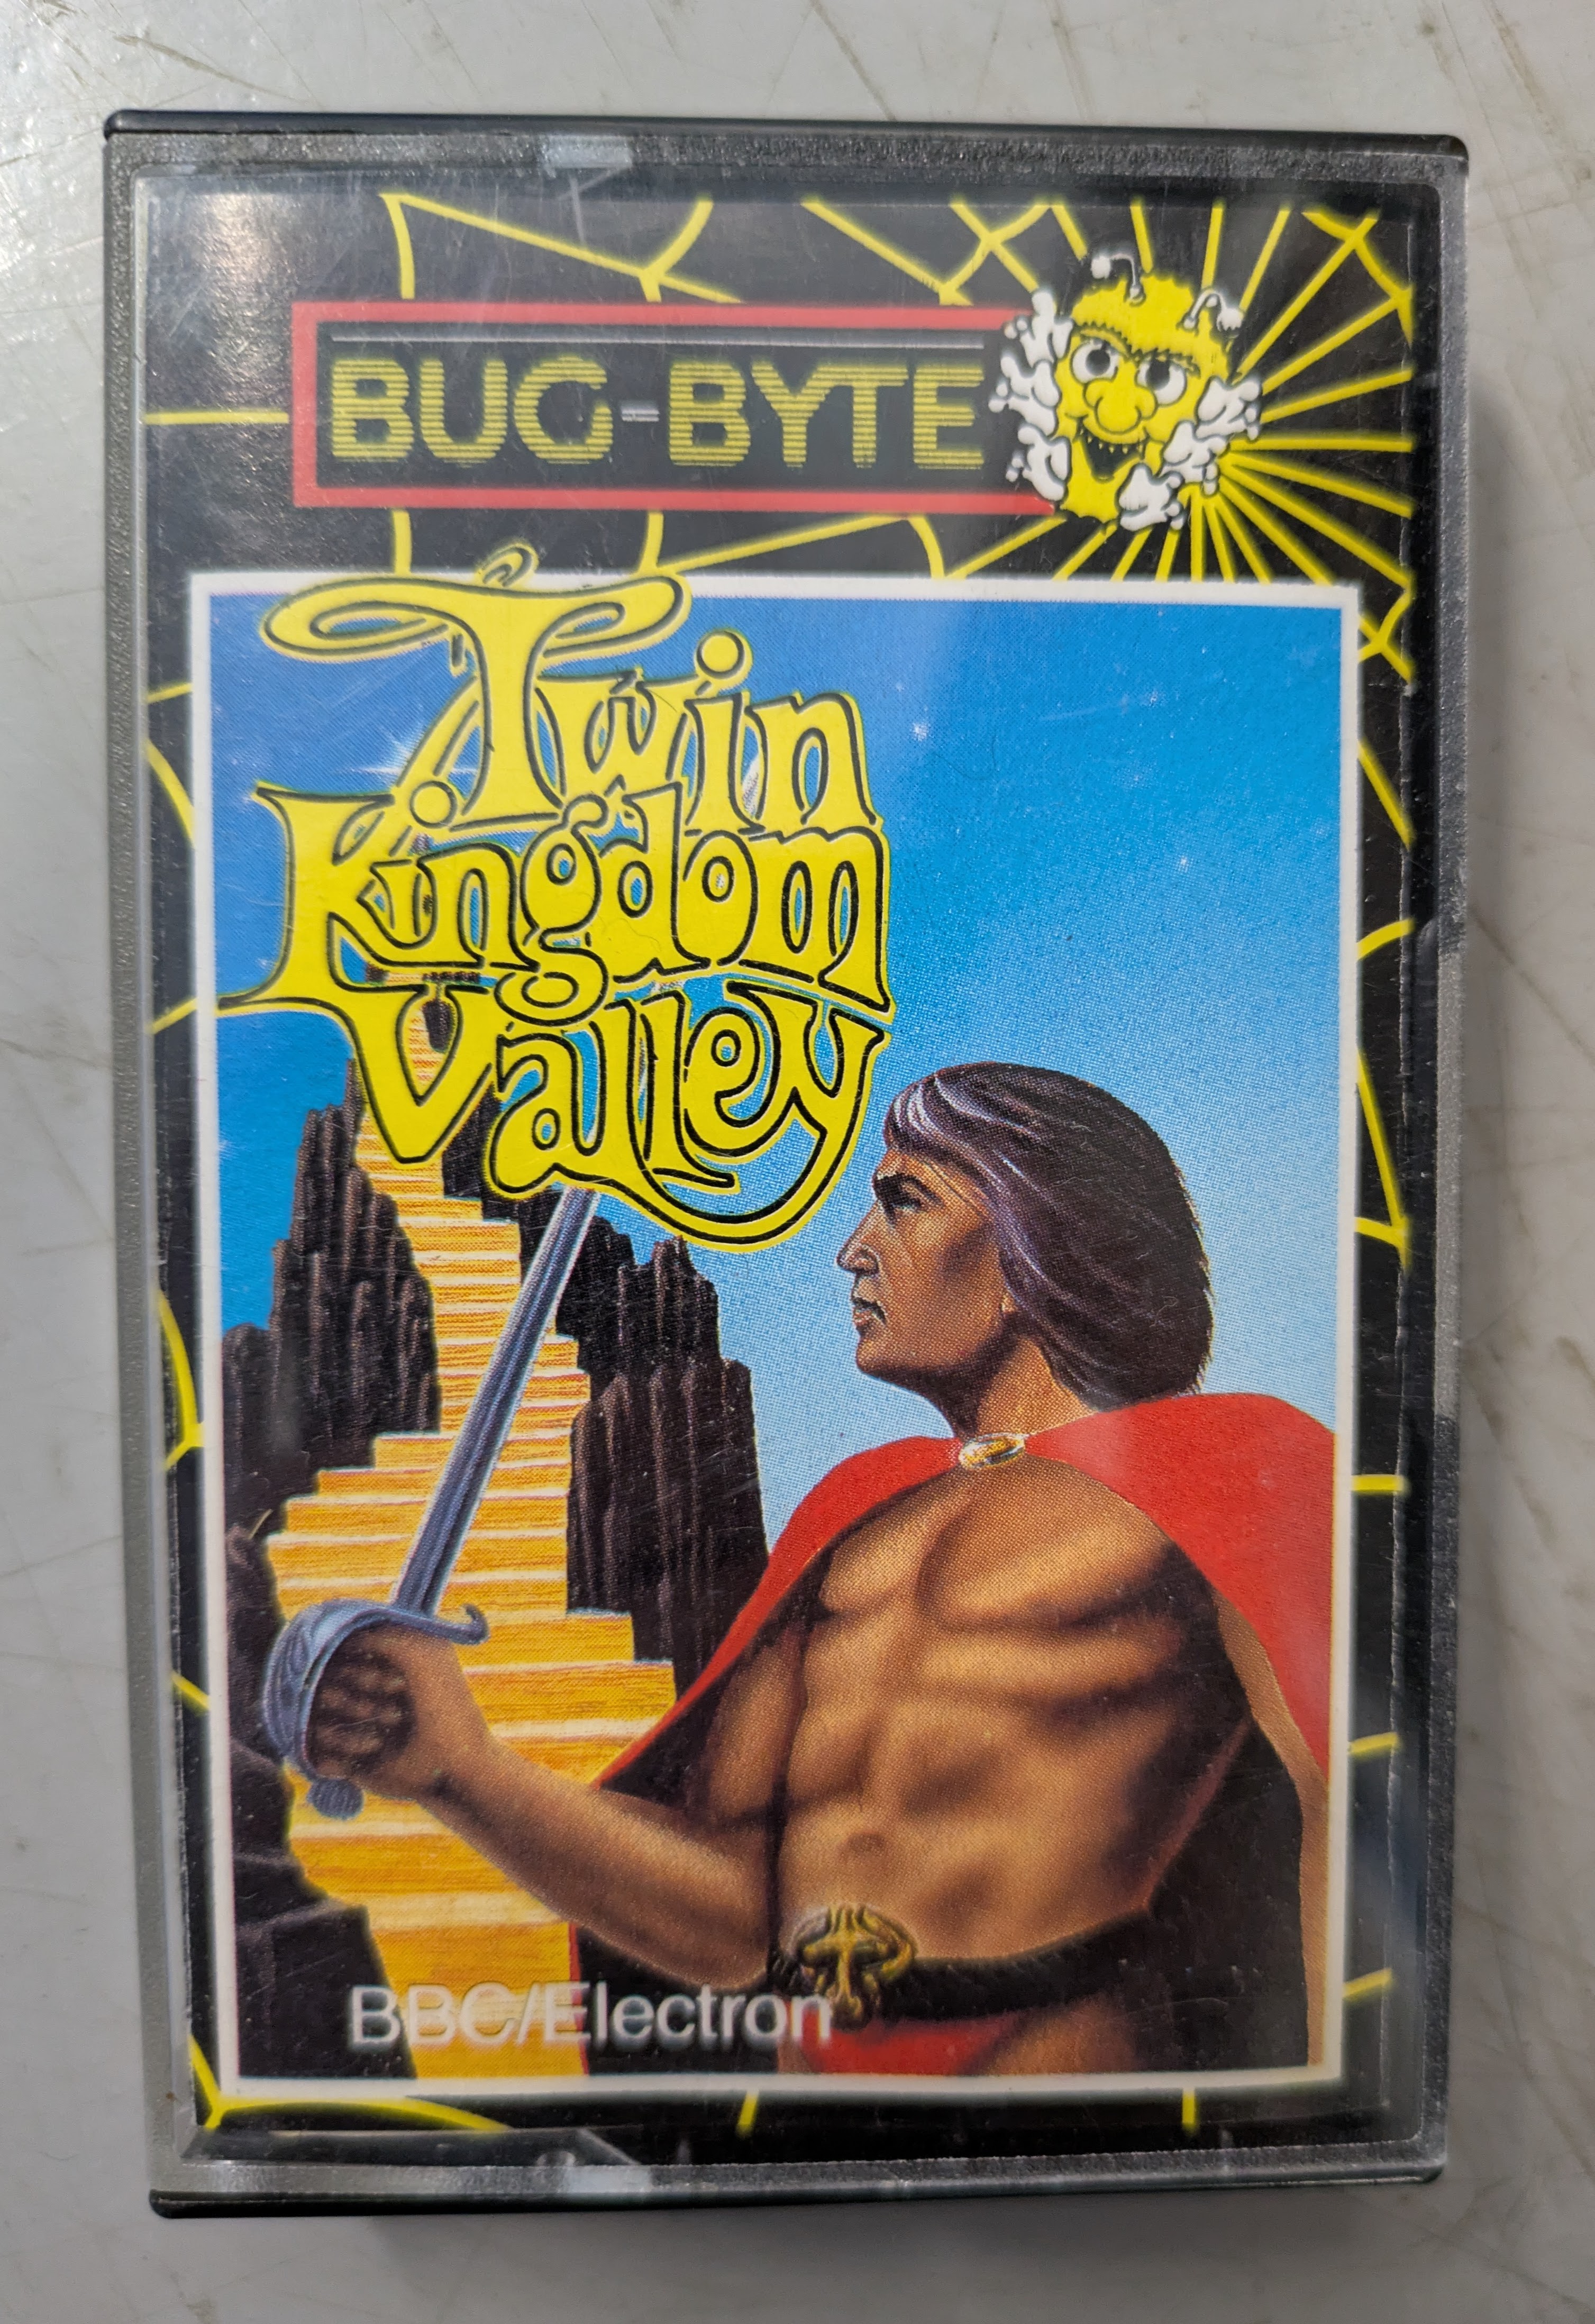 BUG-BYTE
Twin
Kingdom
Valley
BBC/Electron